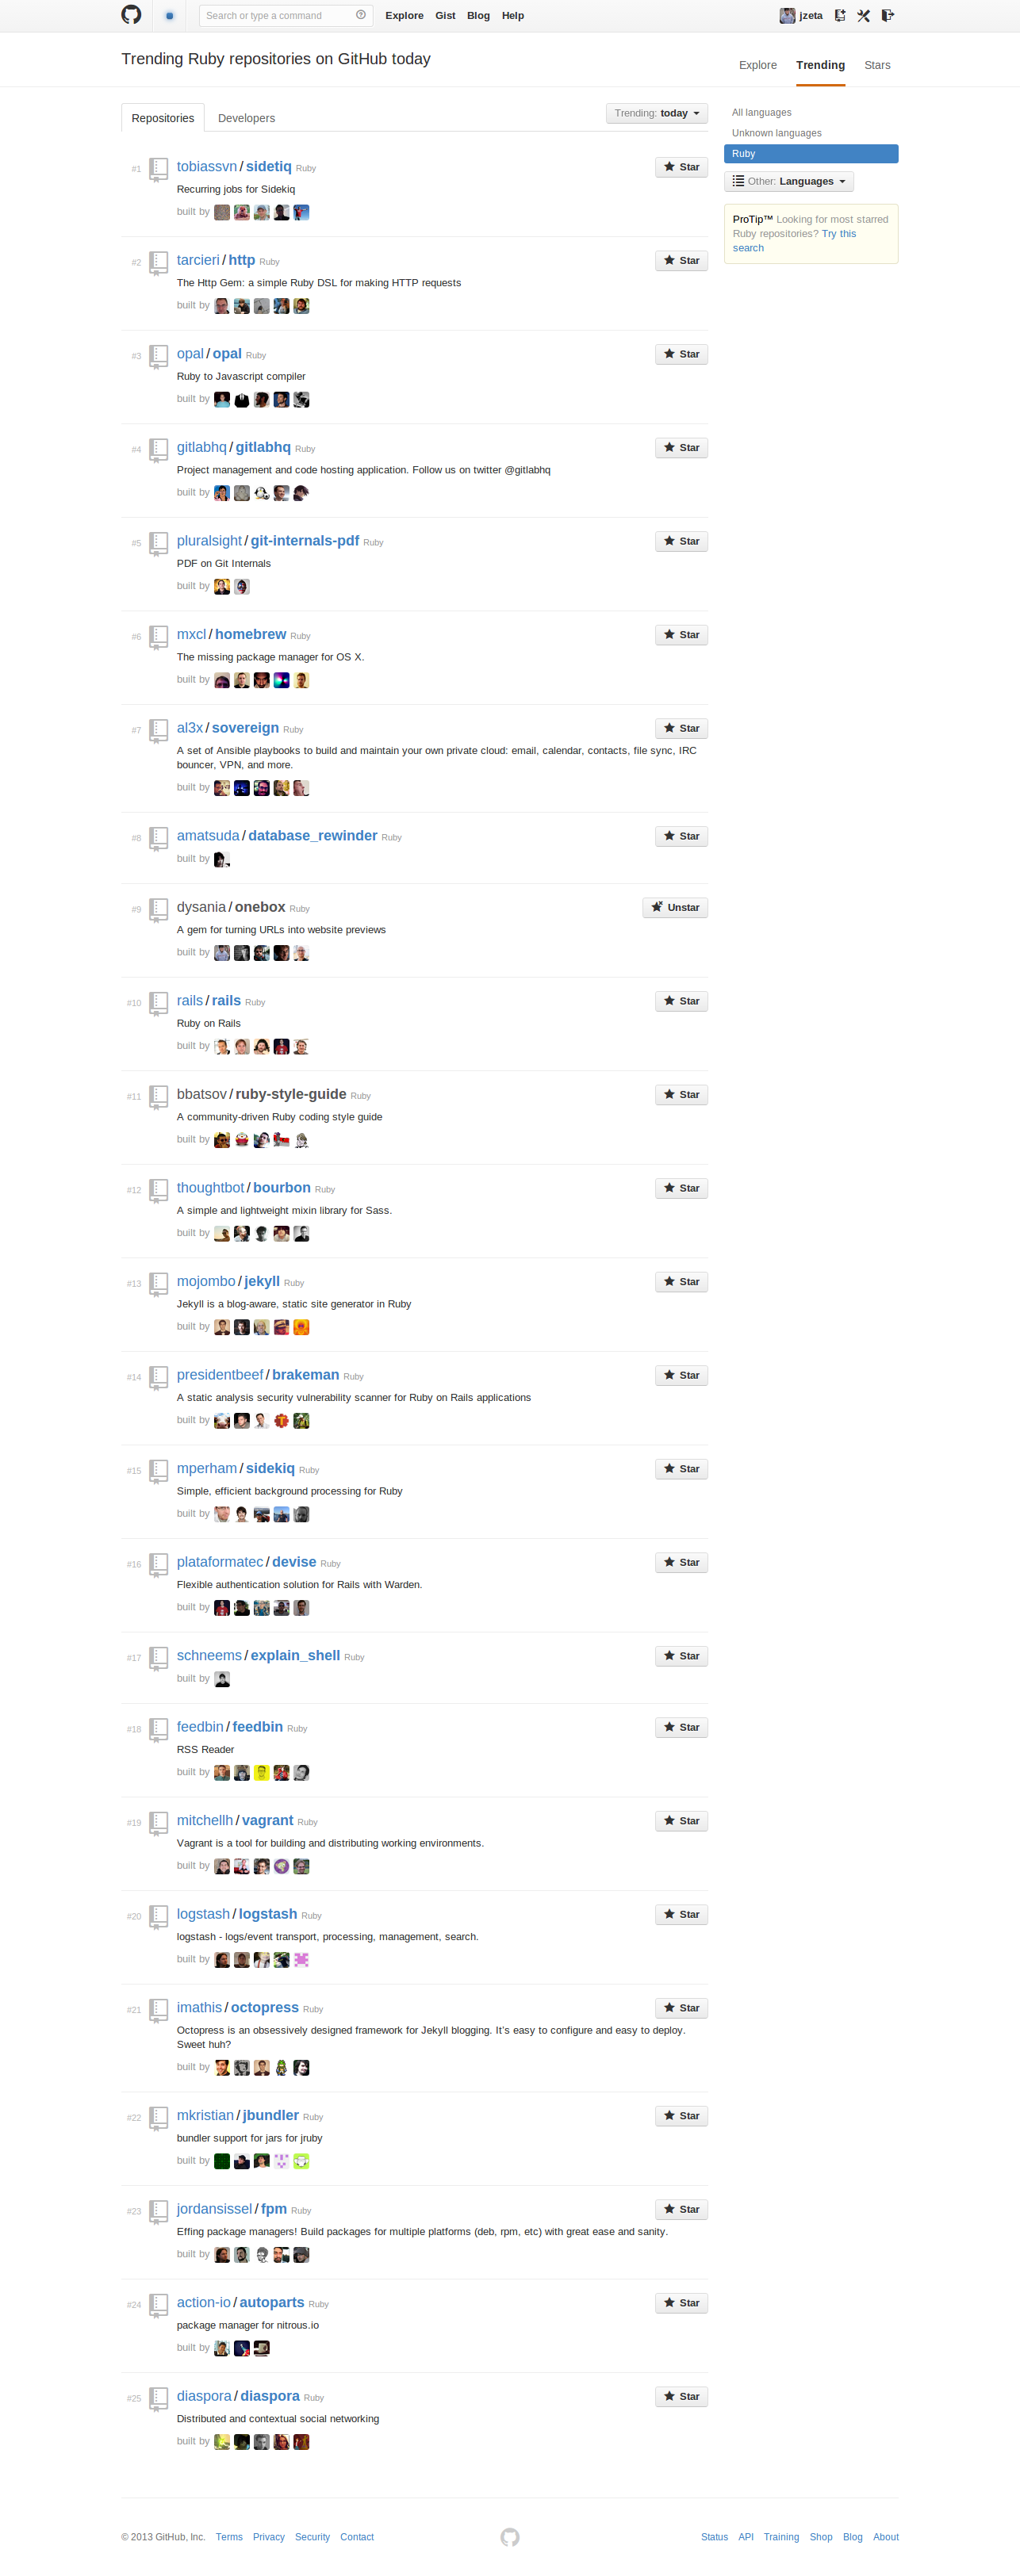 Search or type a command
Explore Gist Blog Help
jzeta
Trending Ruby repositories on GitHub today
Explore Trending Stars
Repositories Developers
Trending: today
All languages
Unknown languages
Ruby
Other: Languages
ProTip™ Looking for most starred
Ruby repositories? Try this
search
#1 tobiassvn / sidetiq Ruby Star
Recurring jobs for Sidekiq
built by
#2 tarcieri / http Ruby Star
The Http Gem: a simple Ruby DSL for making HTTP requests
built by
#3 opal / opal Ruby Star
Ruby to Javascript compiler
built by
#4 gitlabhq / gitlabhq Ruby Star
Project management and code hosting application. Follow us on twitter @gitlabhq
built by
#5 pluralsight / git-internals-pdf Ruby Star
PDF on Git Internals
built by
#6 mxcl / homebrew Ruby Star
The missing package manager for OS X.
built by
#7 al3x / sovereign Ruby Star
A set of Ansible playbooks to build and maintain your own private cloud: email, calendar, contacts, file sync, IRC
bouncer, VPN, and more.
built by
#8 amatsuda / database_rewinder Ruby Star
built by
#9 dysania / onebox Ruby Unstar
A gem for turning URLs into website previews
built by
#10 rails / rails Ruby Star
Ruby on Rails
built by
#11 bbatsov / ruby-style-guide Ruby Star
A community-driven Ruby coding style guide
built by
#12 thoughtbot / bourbon Ruby Star
A simple and lightweight mixin library for Sass.
built by
#13 mojombo / jekyll Ruby Star
Jekyll is a blog-aware, static site generator in Ruby
built by
#14 presidentbeef / brakeman Ruby Star
A static analysis security vulnerability scanner for Ruby on Rails applications
built by
#15 mperham / sidekiq Ruby Star
Simple, efficient background processing for Ruby
built by
#16 plataformatec / devise Ruby Star
Flexible authentication solution for Rails with Warden.
built by
#17 schneems / explain_shell Ruby Star
built by
#18 feedbin / feedbin Ruby Star
RSS Reader
built by
#19 mitchellh / vagrant Ruby Star
Vagrant is a tool for building and distributing working environments.
built by
#20 logstash / logstash Ruby Star
logstash - logs/event transport, processing, management, search.
built by
#21 imathis / octopress Ruby Star
Octopress is an obsessively designed framework for Jekyll blogging. It's easy to configure and easy to deploy.
Sweet huh?
built by
#22 mkristian / jbundler Ruby Star
bundler support for jars for jruby
built by
#23 jordansissel / fpm Ruby Star
Effing package managers! Build packages for multiple platforms (deb, rpm, etc) with great ease and sanity.
built by
#24 action-io / autoparts Ruby Star
package manager for nitrous.io
built by
#25 diaspora / diaspora Ruby Star
Distributed and contextual social networking
built by
© 2013 GitHub, Inc. Terms Privacy Security Contact
Status API Training Shop Blog About